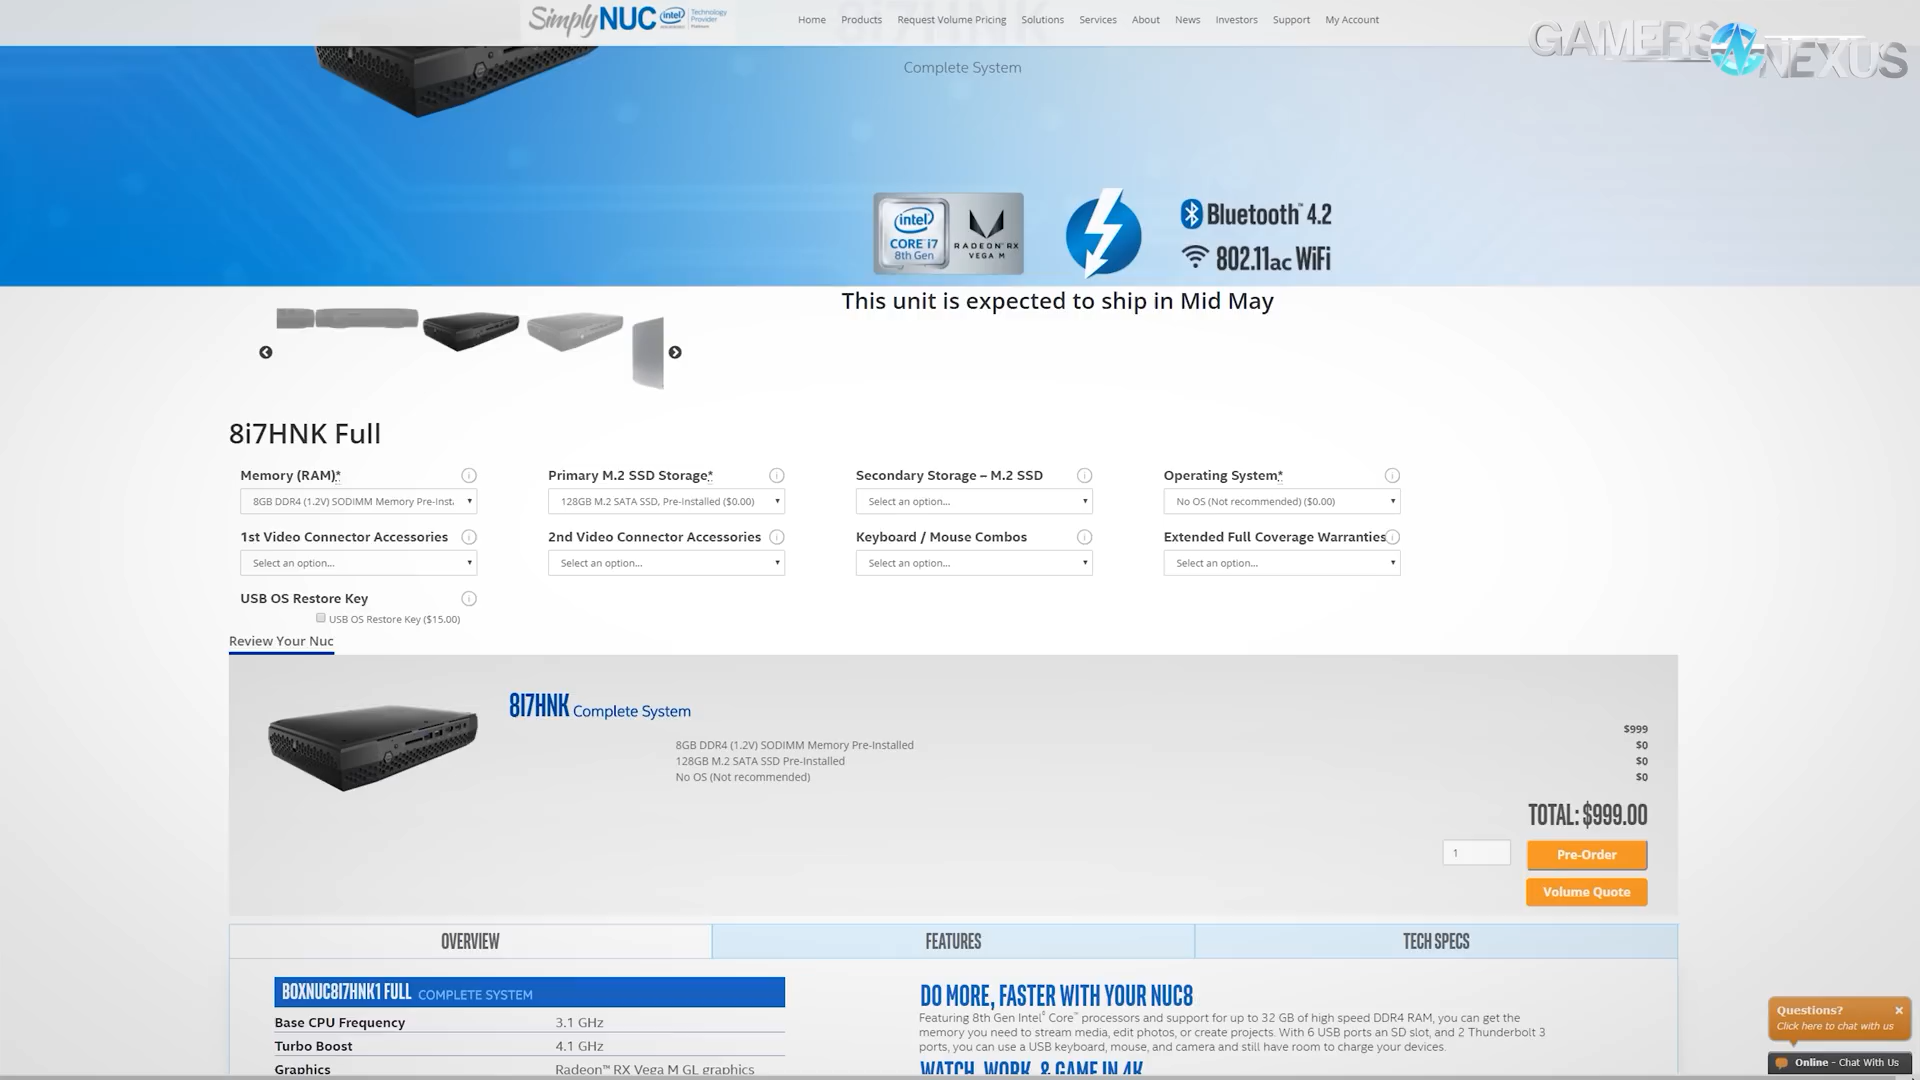 SimplyNUC intel Technology Provider
Home Products Request Volume Pricing Solutions Services About News Investors Support My Account
GAMERS NEXUS
Complete System
intel CORE i7 8th Gen
RADEON RX VEGA M
Bluetooth™ 4.2
802.11ac WiFi
This unit is expected to ship in Mid May
8i7HNK Full
Memory (RAM)*
8GB DDR4 (1.2V) SODIMM Memory Pre-Inst.
Primary M.2 SSD Storage*
128GB M.2 SATA SSD, Pre-Installed ($0.00)
Secondary Storage – M.2 SSD
Select an option...
Operating System*
No OS (Not recommended) ($0.00)
1st Video Connector Accessories
Select an option...
2nd Video Connector Accessories
Select an option...
Keyboard / Mouse Combos
Select an option...
Extended Full Coverage Warranties
Select an option...
USB OS Restore Key
USB OS Restore Key ($15.00)
Review Your Nuc
8I7HNK Complete System
$999
8GB DDR4 (1.2V) SODIMM Memory Pre-Installed $0
128GB M.2 SATA SSD Pre-Installed $0
No OS (Not recommended) $0
TOTAL: $999.00
1
Pre-Order
Volume Quote
OVERVIEW
FEATURES
TECH SPECS
BOXNUC8I7HNK1 FULL COMPLETE SYSTEM
Base CPU Frequency 3.1 GHz
Turbo Boost 4.1 GHz
Graphics Radeon™ RX Vega M GL graphics
DO MORE, FASTER WITH YOUR NUC8
Featuring 8th Gen Intel® Core™ processors and support for up to 32 GB of high speed DDR4 RAM, you can get the
memory you need to stream media, edit photos, or create projects. With 6 USB ports an SD slot, and 2 Thunderbolt 3
ports, you can use a USB keyboard, mouse, and camera and still have room to charge your devices.
WATCH, WORK, & GAME IN 4K
Questions?
Click here to chat with us
Online - Chat With Us